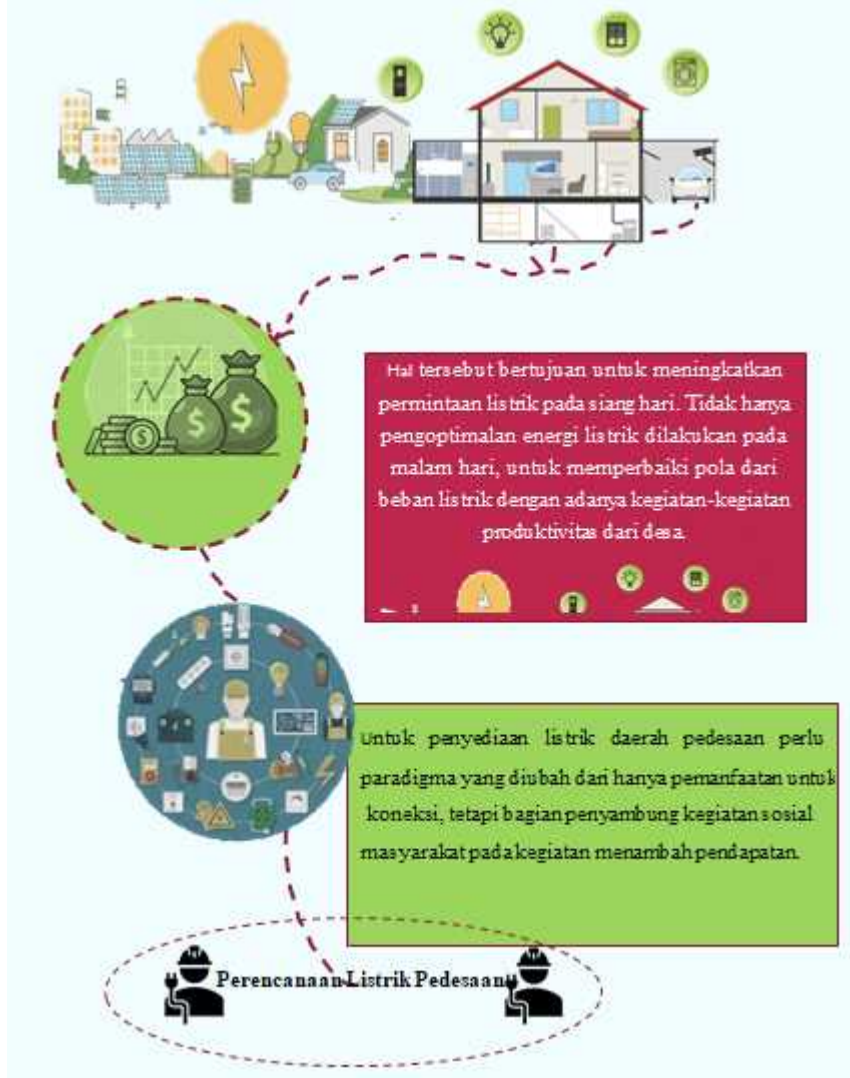 Hal tersebut bertujuan untuk meningkatkan
permintaan listrik pada siang hari. Tidak hanya
pengoptimalan energi listrik dilakukan pada
malam hari, untuk memperbaiki pola dari
beban listrik dengan adanya kegiatan-kegiatan
produktivitas dari desa.
Untuk penyediaan listrik daerah pedesaan perlu
paradigma yang diubah dari hanya pemanfaatan untuk
koneksi, tetapi bagian penyambung kegiatan sosial
masyarakat pada kegiatan menambah pendapatan.
Perencanaan Listrik Pedesaan